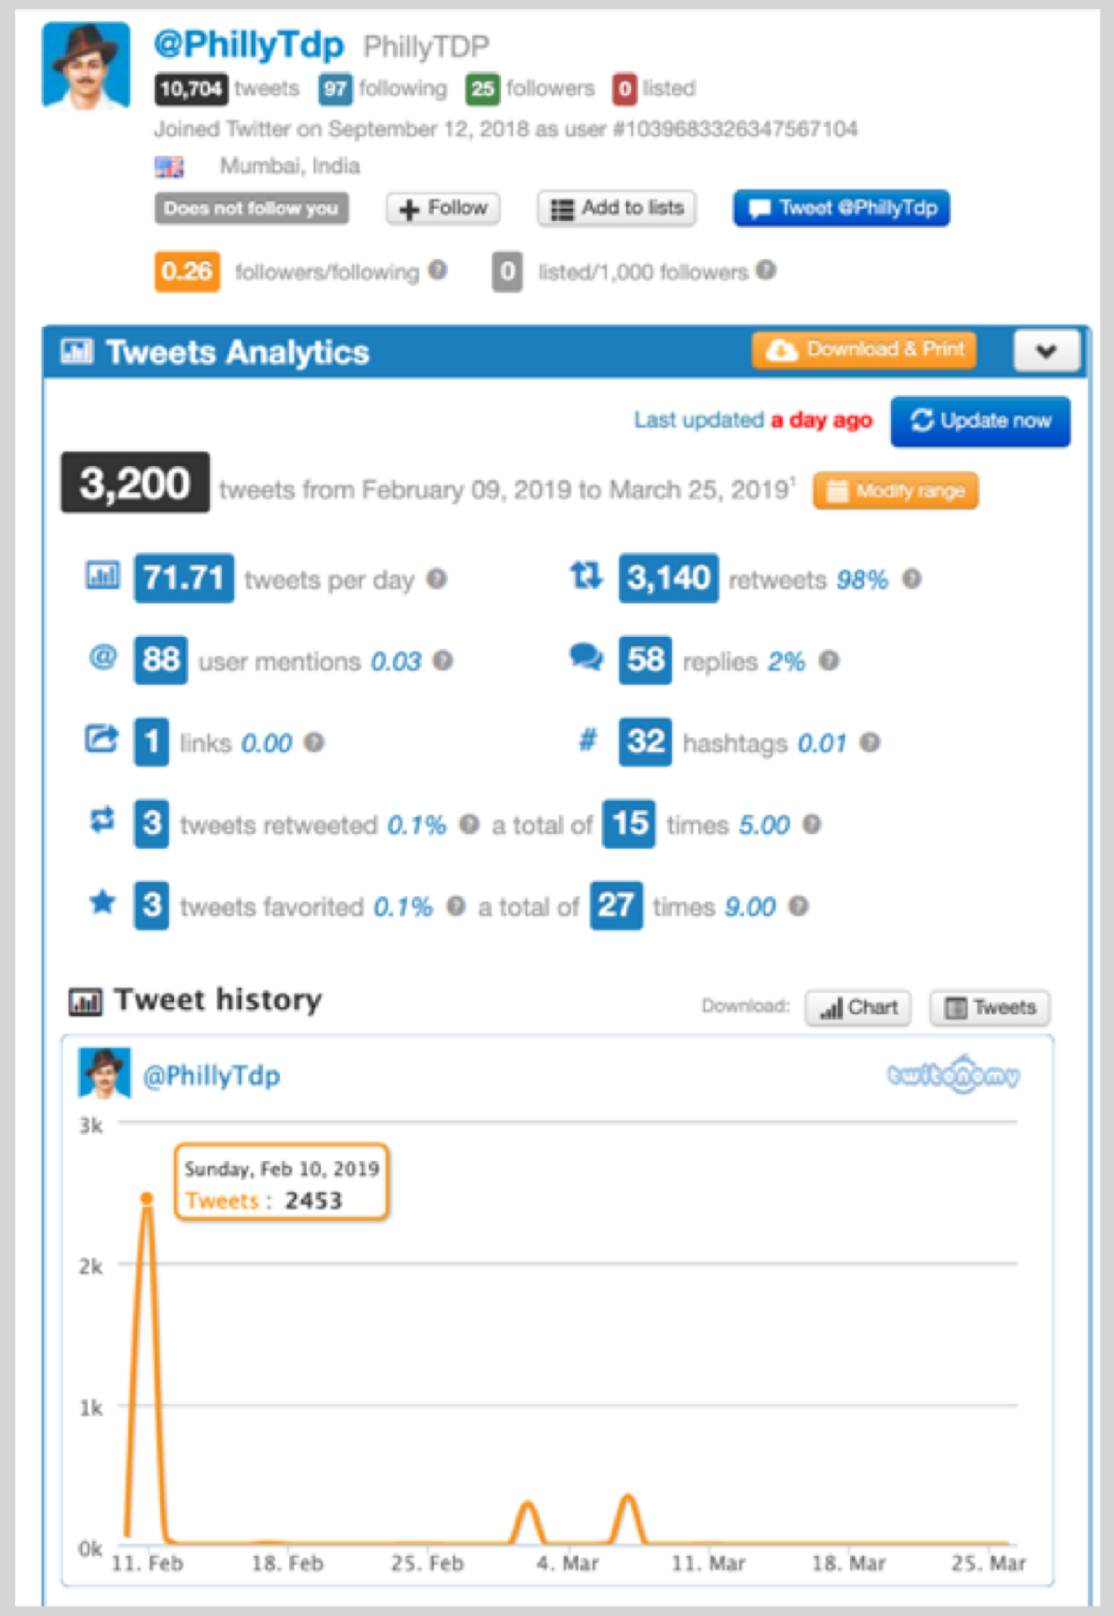 @PhillyTdp PhillyTDP
10,704 tweets 97 following 25 followers 0 listed
Joined Twitter on September 12, 2018 as user #1039683326347567104
Mumbai, India
Does not follow you + Follow Add to lists Tweet @PhillyTdp
0.26 followers/following ? 0 listed/1,000 followers ?
Tweets Analytics Download & Print
Last updated a day ago Update now
3,200 tweets from February 09, 2019 to March 25, 2019¹ Modify range
71.71 tweets per day ? 3,140 retweets 98% ?
@ 88 user mentions 0.03 ? 58 replies 2% ?
1 links 0.00 ? # 32 hashtags 0.01 ?
3 tweets retweeted 0.1% ? a total of 15 times 5.00 ?
3 tweets favorited 0.1% ? a total of 27 times 9.00 ?
Tweet history Download: Chart Tweets
@PhillyTdp twitonomy
3k
Sunday, Feb 10, 2019
Tweets : 2453
2k
1k
0k
11. Feb 18. Feb 25. Feb 4. Mar 11. Mar 18. Mar 25. Mar